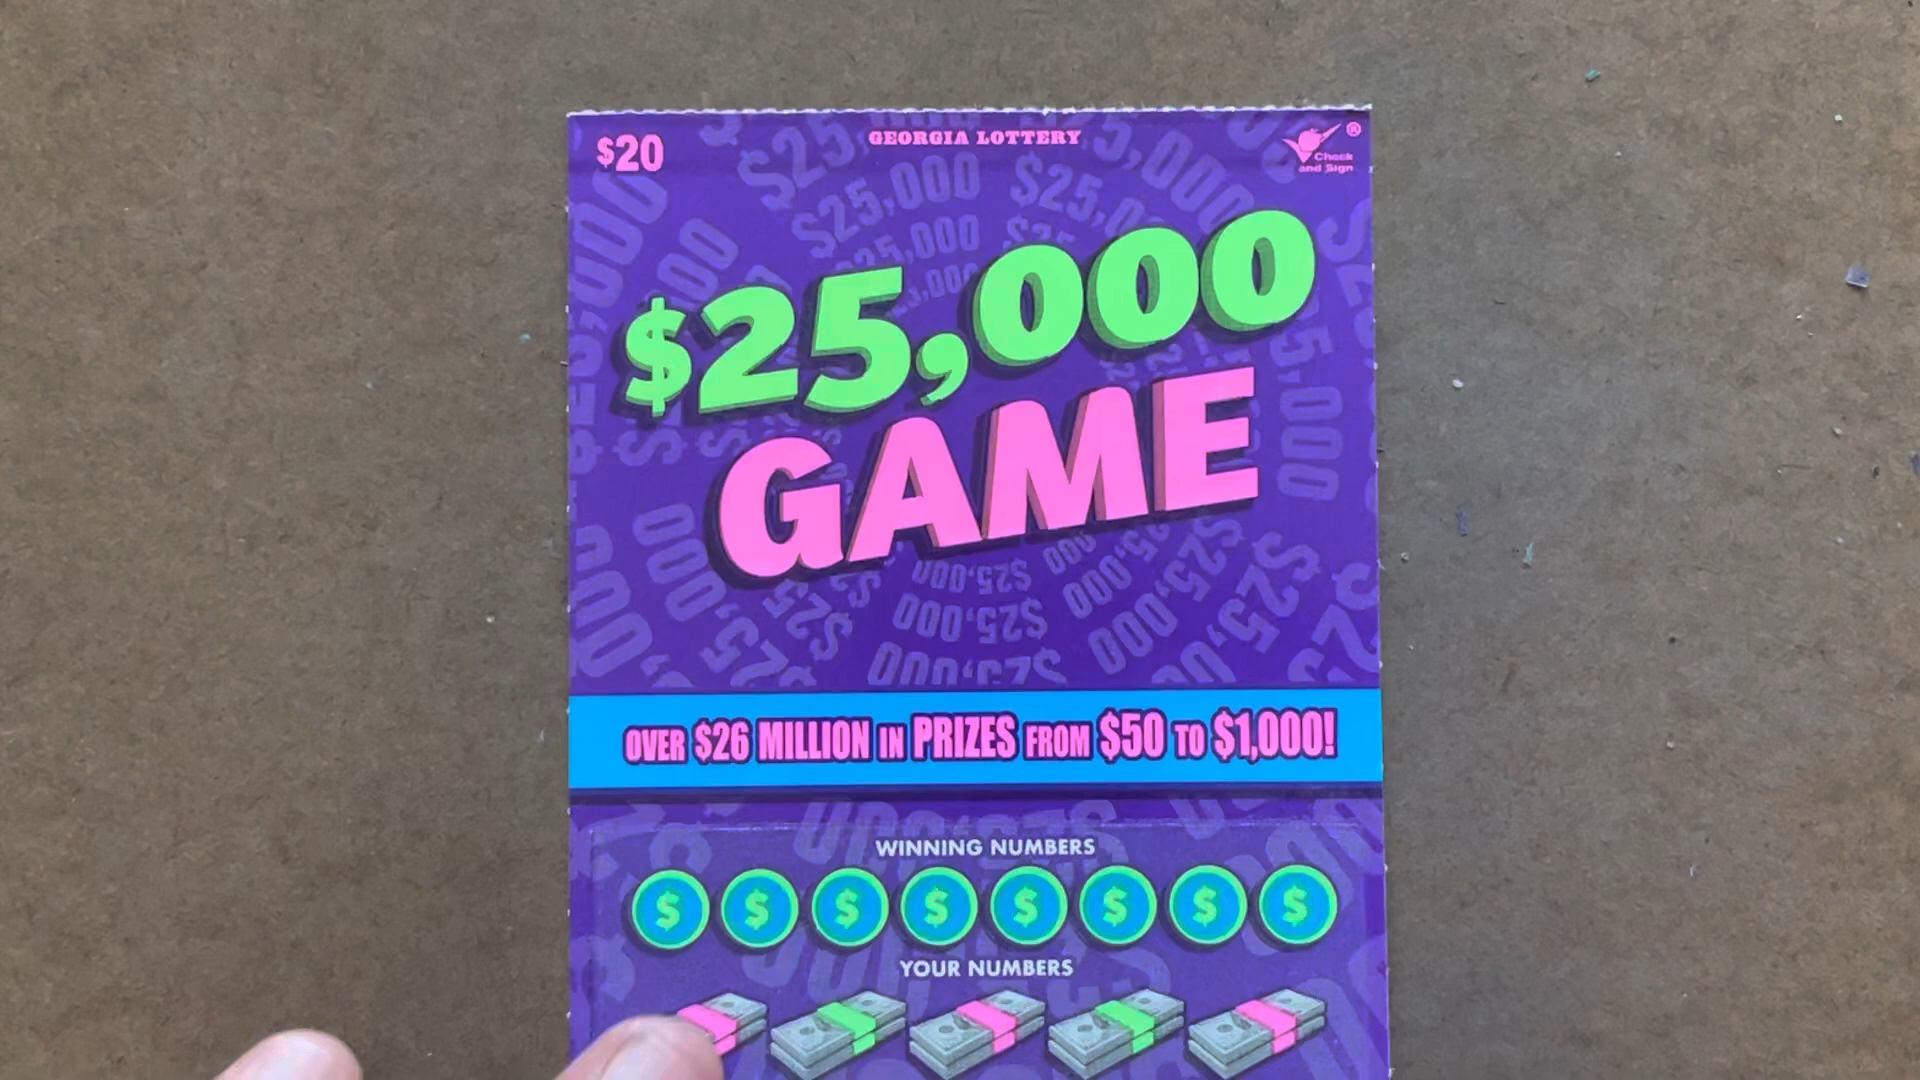 $20
GEORGIA LOTTERY
®
Check
and Sign
$25,000
GAME
OVER $26 MILLION IN PRIZES FROM $50 TO $1,000!
WINNING NUMBERS
$ $ $ $ $ $ $ $
YOUR NUMBERS